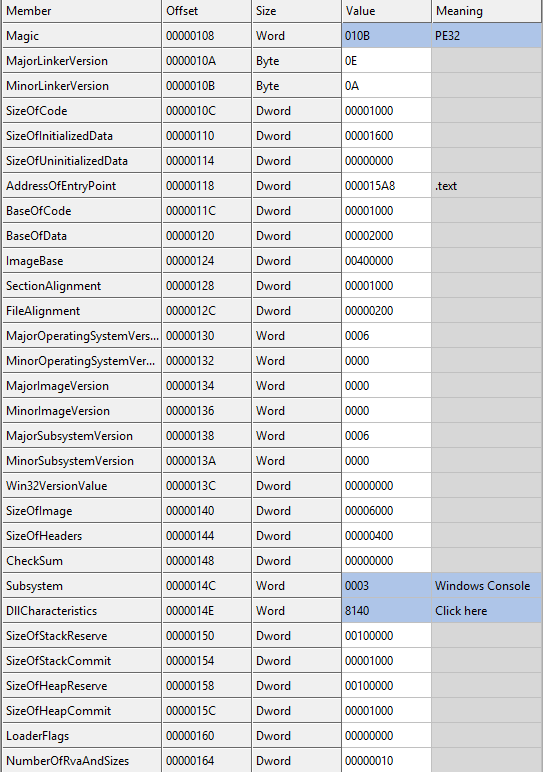 Member Offset Size Value Meaning
Magic 00000108 Word 010B PE32
MajorLinkerVersion 0000010A Byte 0E
MinorLinkerVersion 0000010B Byte 0A
SizeOfCode 0000010C Dword 00001000
SizeOfInitializedData 00000110 Dword 00001600
SizeOfUninitializedData 00000114 Dword 00000000
AddressOfEntryPoint 00000118 Dword 000015A8 .text
BaseOfCode 0000011C Dword 00001000
BaseOfData 00000120 Dword 00002000
ImageBase 00000124 Dword 00400000
SectionAlignment 00000128 Dword 00001000
FileAlignment 0000012C Dword 00000200
MajorOperatingSystemVers... 00000130 Word 0006
MinorOperatingSystemVer... 00000132 Word 0000
MajorImageVersion 00000134 Word 0000
MinorImageVersion 00000136 Word 0000
MajorSubsystemVersion 00000138 Word 0006
MinorSubsystemVersion 0000013A Word 0000
Win32VersionValue 0000013C Dword 00000000
SizeOfImage 00000140 Dword 00006000
SizeOfHeaders 00000144 Dword 00000400
CheckSum 00000148 Dword 00000000
Subsystem 0000014C Word 0003 Windows Console
DllCharacteristics 0000014E Word 8140 Click here
SizeOfStackReserve 00000150 Dword 00100000
SizeOfStackCommit 00000154 Dword 00001000
SizeOfHeapReserve 00000158 Dword 00100000
SizeOfHeapCommit 0000015C Dword 00001000
LoaderFlags 00000160 Dword 00000000
NumberOfRvaAndSizes 00000164 Dword 00000010